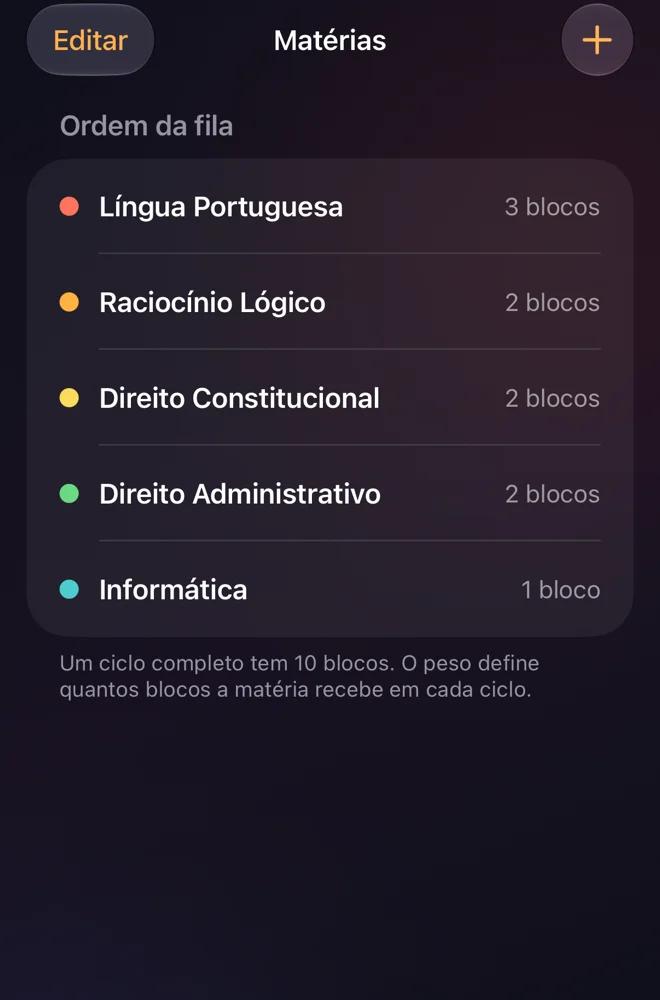 Editar
Matérias
+
Ordem da fila
Língua Portuguesa 3 blocos
Raciocínio Lógico 2 blocos
Direito Constitucional 2 blocos
Direito Administrativo 2 blocos
Informática 1 bloco
Um ciclo completo tem 10 blocos. O peso define
quantos blocos a matéria recebe em cada ciclo.